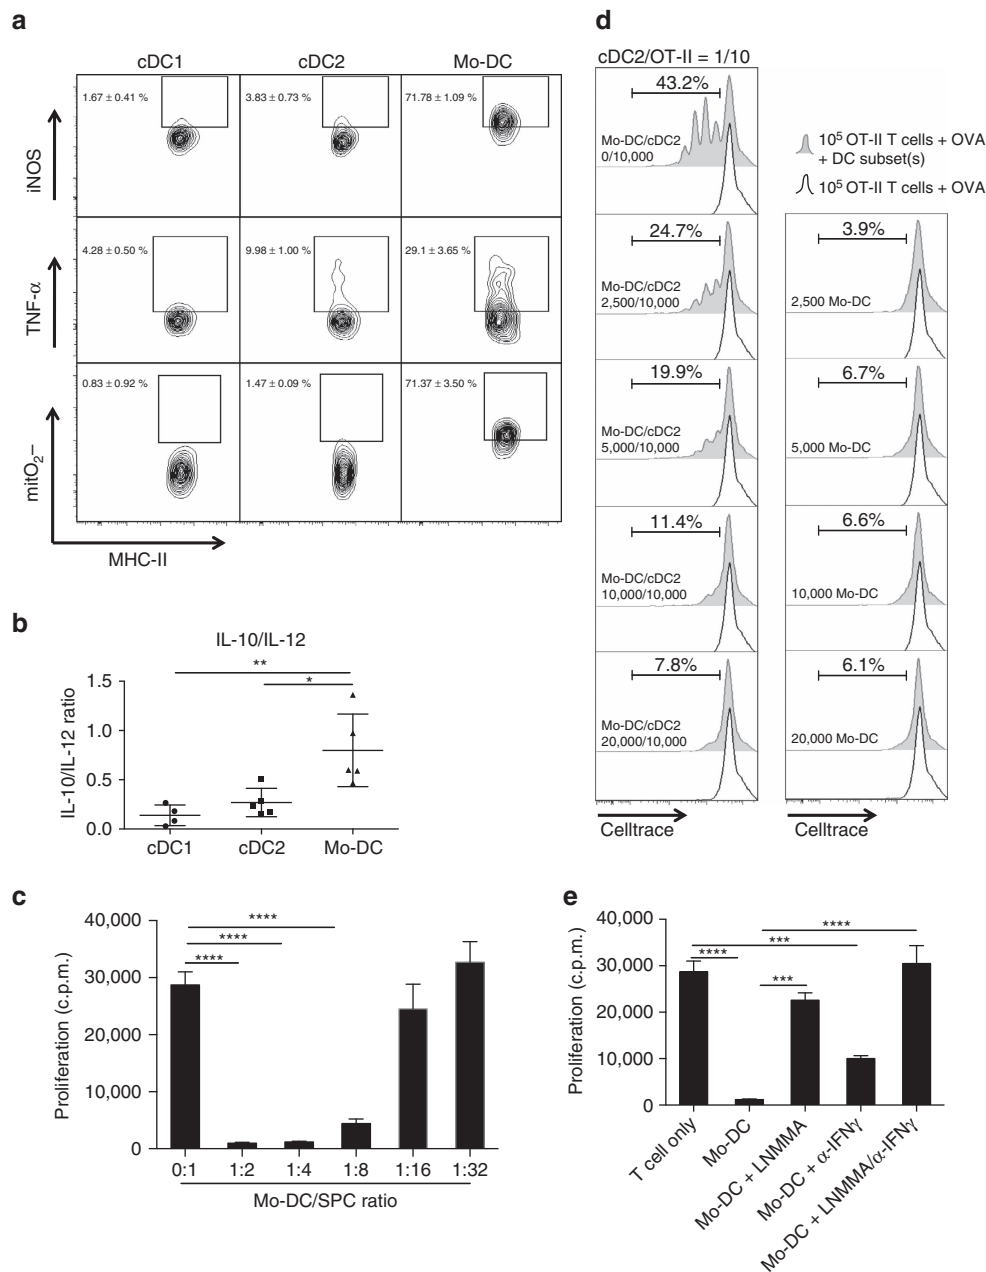 a
cDC1 cDC2 Mo-DC
iNOS
1.67 ± 0.41 % 3.83 ± 0.73 % 71.78 ± 1.09 %
TNF-α
4.28 ± 0.50 % 9.98 ± 1.00 % 29.1 ± 3.65 %
mitO2–
0.83 ± 0.92 % 1.47 ± 0.09 % 71.37 ± 3.50 %
MHC-II
b
IL-10/IL-12
**
*
IL-10/IL-12 ratio
1.5
1.0
0.5
0.0
cDC1 cDC2 Mo-DC
c
****
****
****
Proliferation (c.p.m.)
40,000
30,000
20,000
10,000
0
0:1 1:2 1:4 1:8 1:16 1:32
Mo-DC/SPC ratio
d
cDC2/OT-II = 1/10
43.2%
Mo-DC/cDC2
0/10,000
24.7%
Mo-DC/cDC2
2,500/10,000
19.9%
Mo-DC/cDC2
5,000/10,000
11.4%
Mo-DC/cDC2
10,000/10,000
7.8%
Mo-DC/cDC2
20,000/10,000
Celltrace
10⁵ OT-II T cells + OVA
+ DC subset(s)
10⁵ OT-II T cells + OVA
3.9%
2,500 Mo-DC
6.7%
5,000 Mo-DC
6.6%
10,000 Mo-DC
6.1%
20,000 Mo-DC
Celltrace
e
****
***
****
***
Proliferation (c.p.m.)
40,000
30,000
20,000
10,000
0
T cell only
Mo-DC
Mo-DC + LNMMA
Mo-DC + α-IFNγ
Mo-DC + LNMMA/α-IFNγ